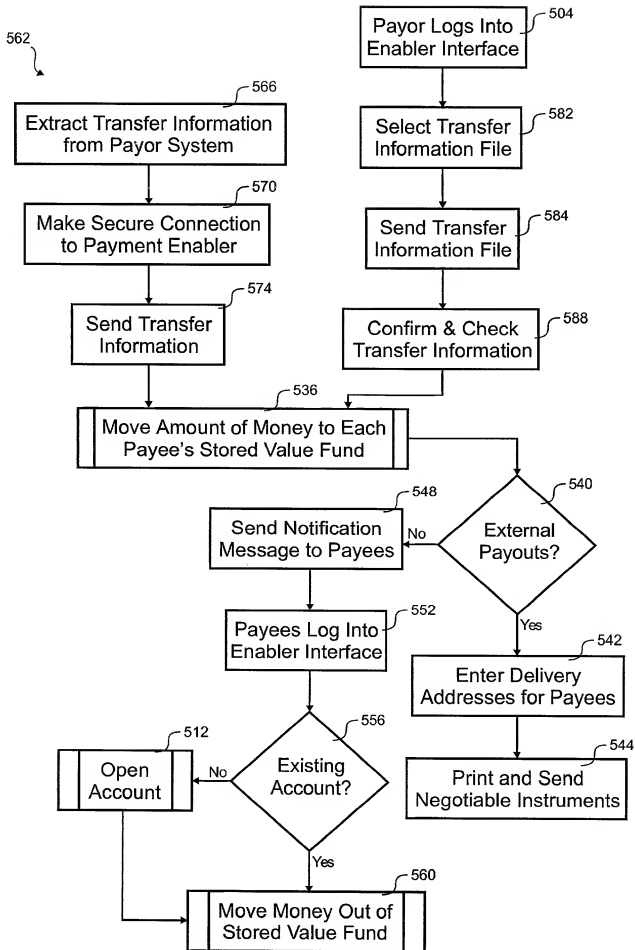 562
504
Payor Logs Into
Enabler Interface
566
Extract Transfer Information
from Payor System
582
Select Transfer
Information File
570
Make Secure Connection
to Payment Enabler
584
Send Transfer
Information File
574
Send Transfer
Information
588
Confirm & Check
Transfer Information
536
Move Amount of Money to Each
Payee's Stored Value Fund
540
External
Payouts?
No
Yes
548
Send Notification
Message to Payees
552
Payees Log Into
Enabler Interface
542
Enter Delivery
Addresses for Payees
544
Print and Send
Negotiable Instruments
556
Existing
Account?
No
Yes
512
Open
Account
560
Move Money Out of
Stored Value Fund